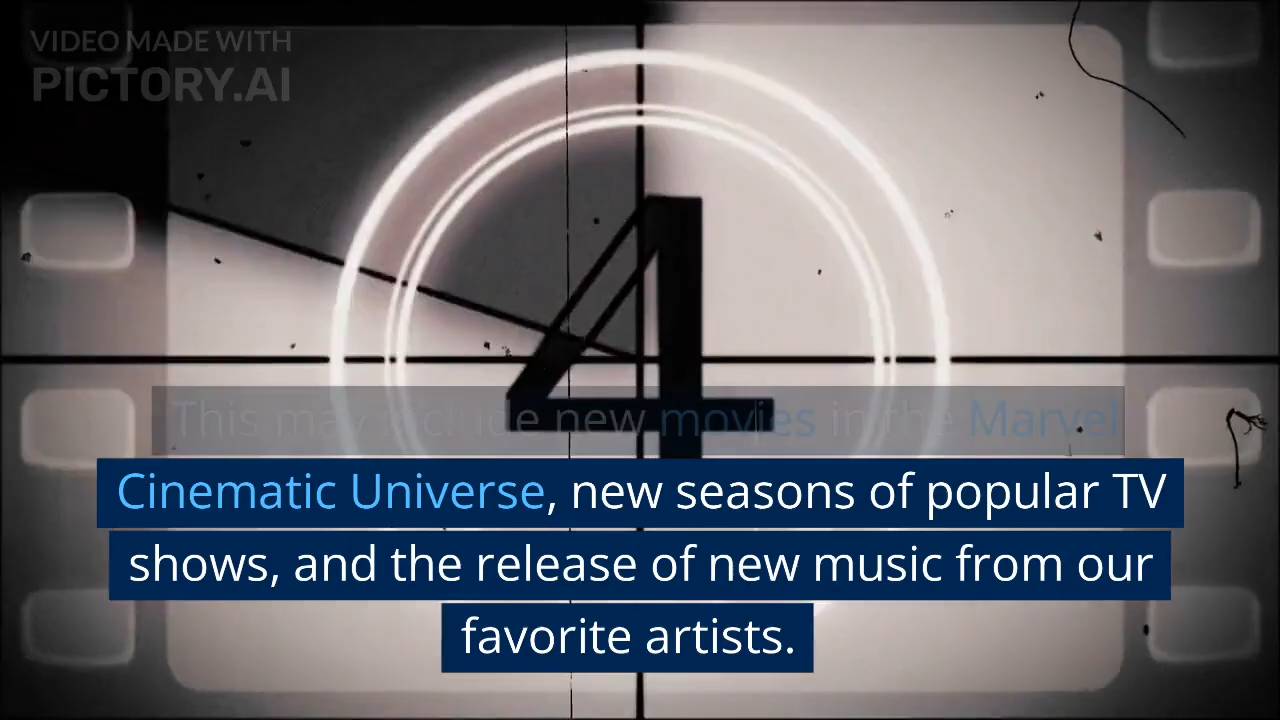 VIDEO MADE WITH
PICTORY.AI
4
This may include new movies in the Marvel
Cinematic Universe, new seasons of popular TV
shows, and the release of new music from our
favorite artists.